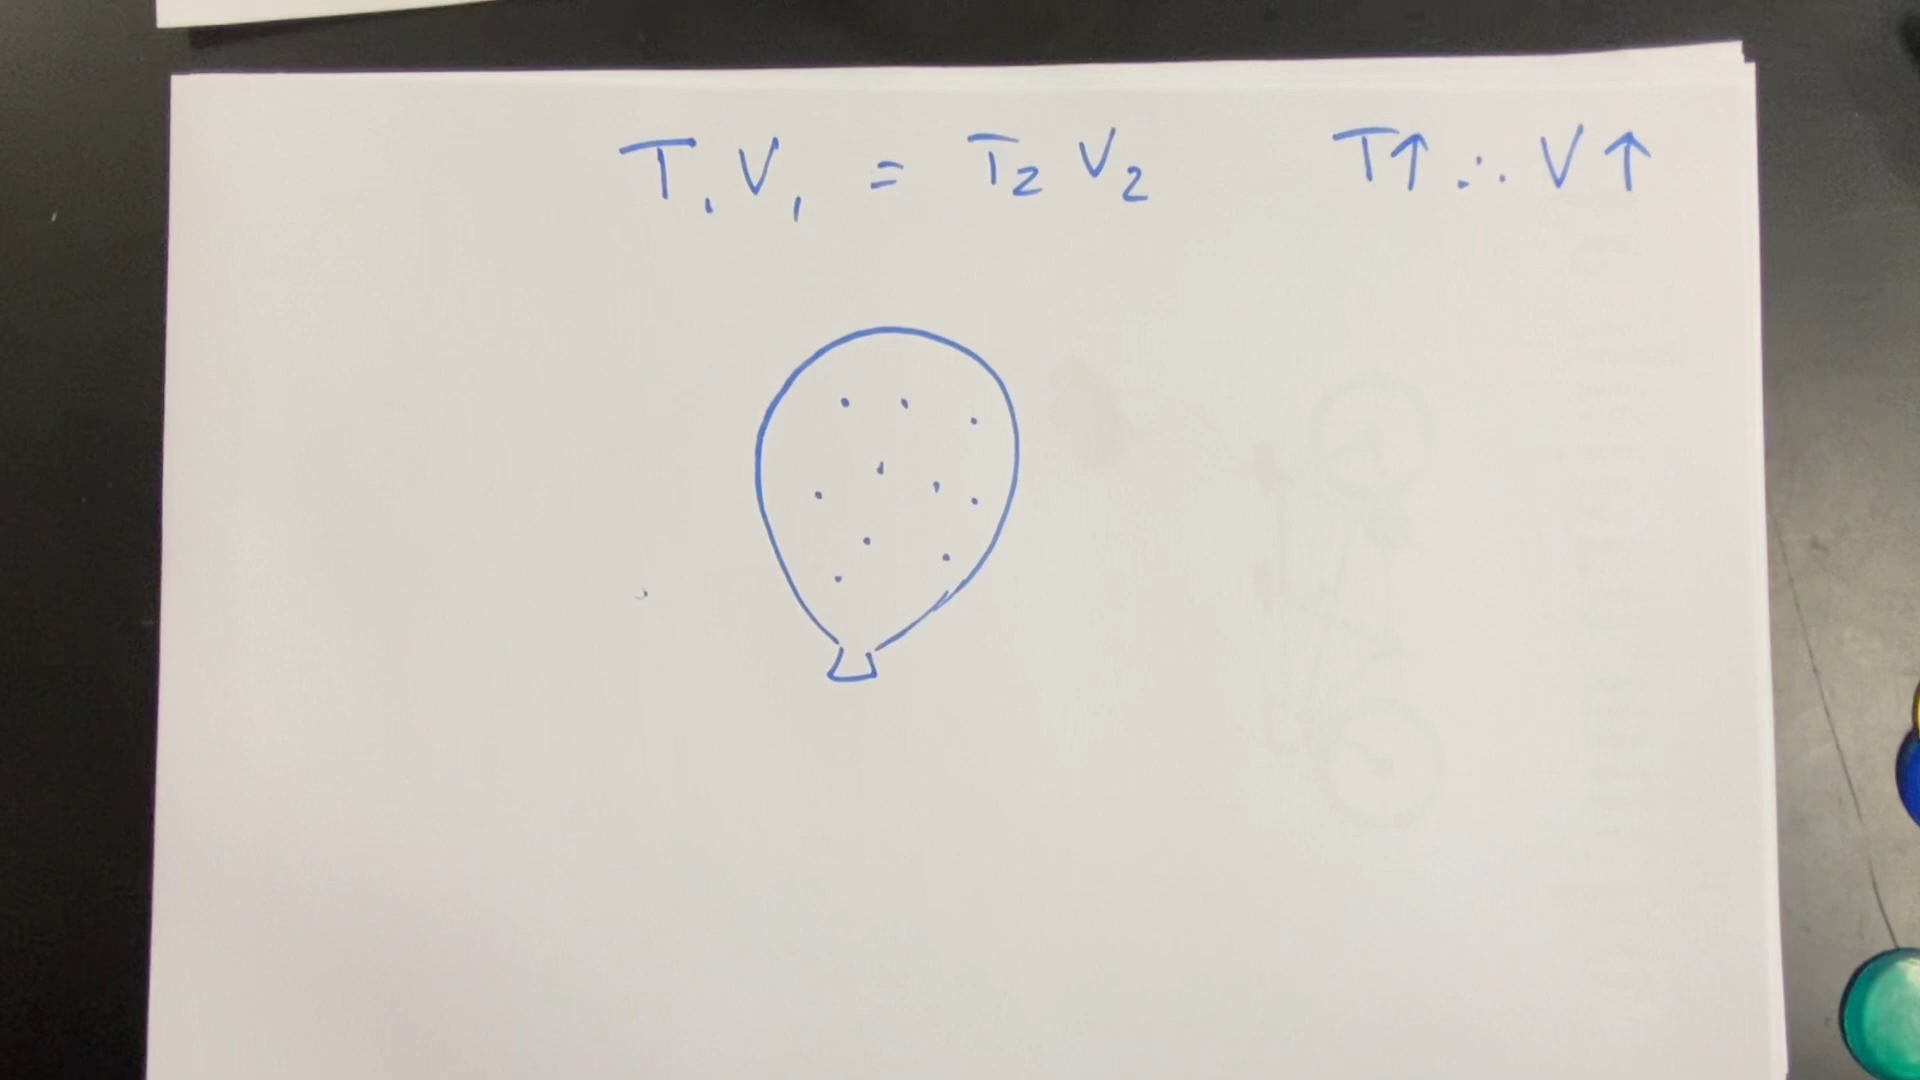 T₁V₁ = T₂V₂ T↑ ∴ V↑